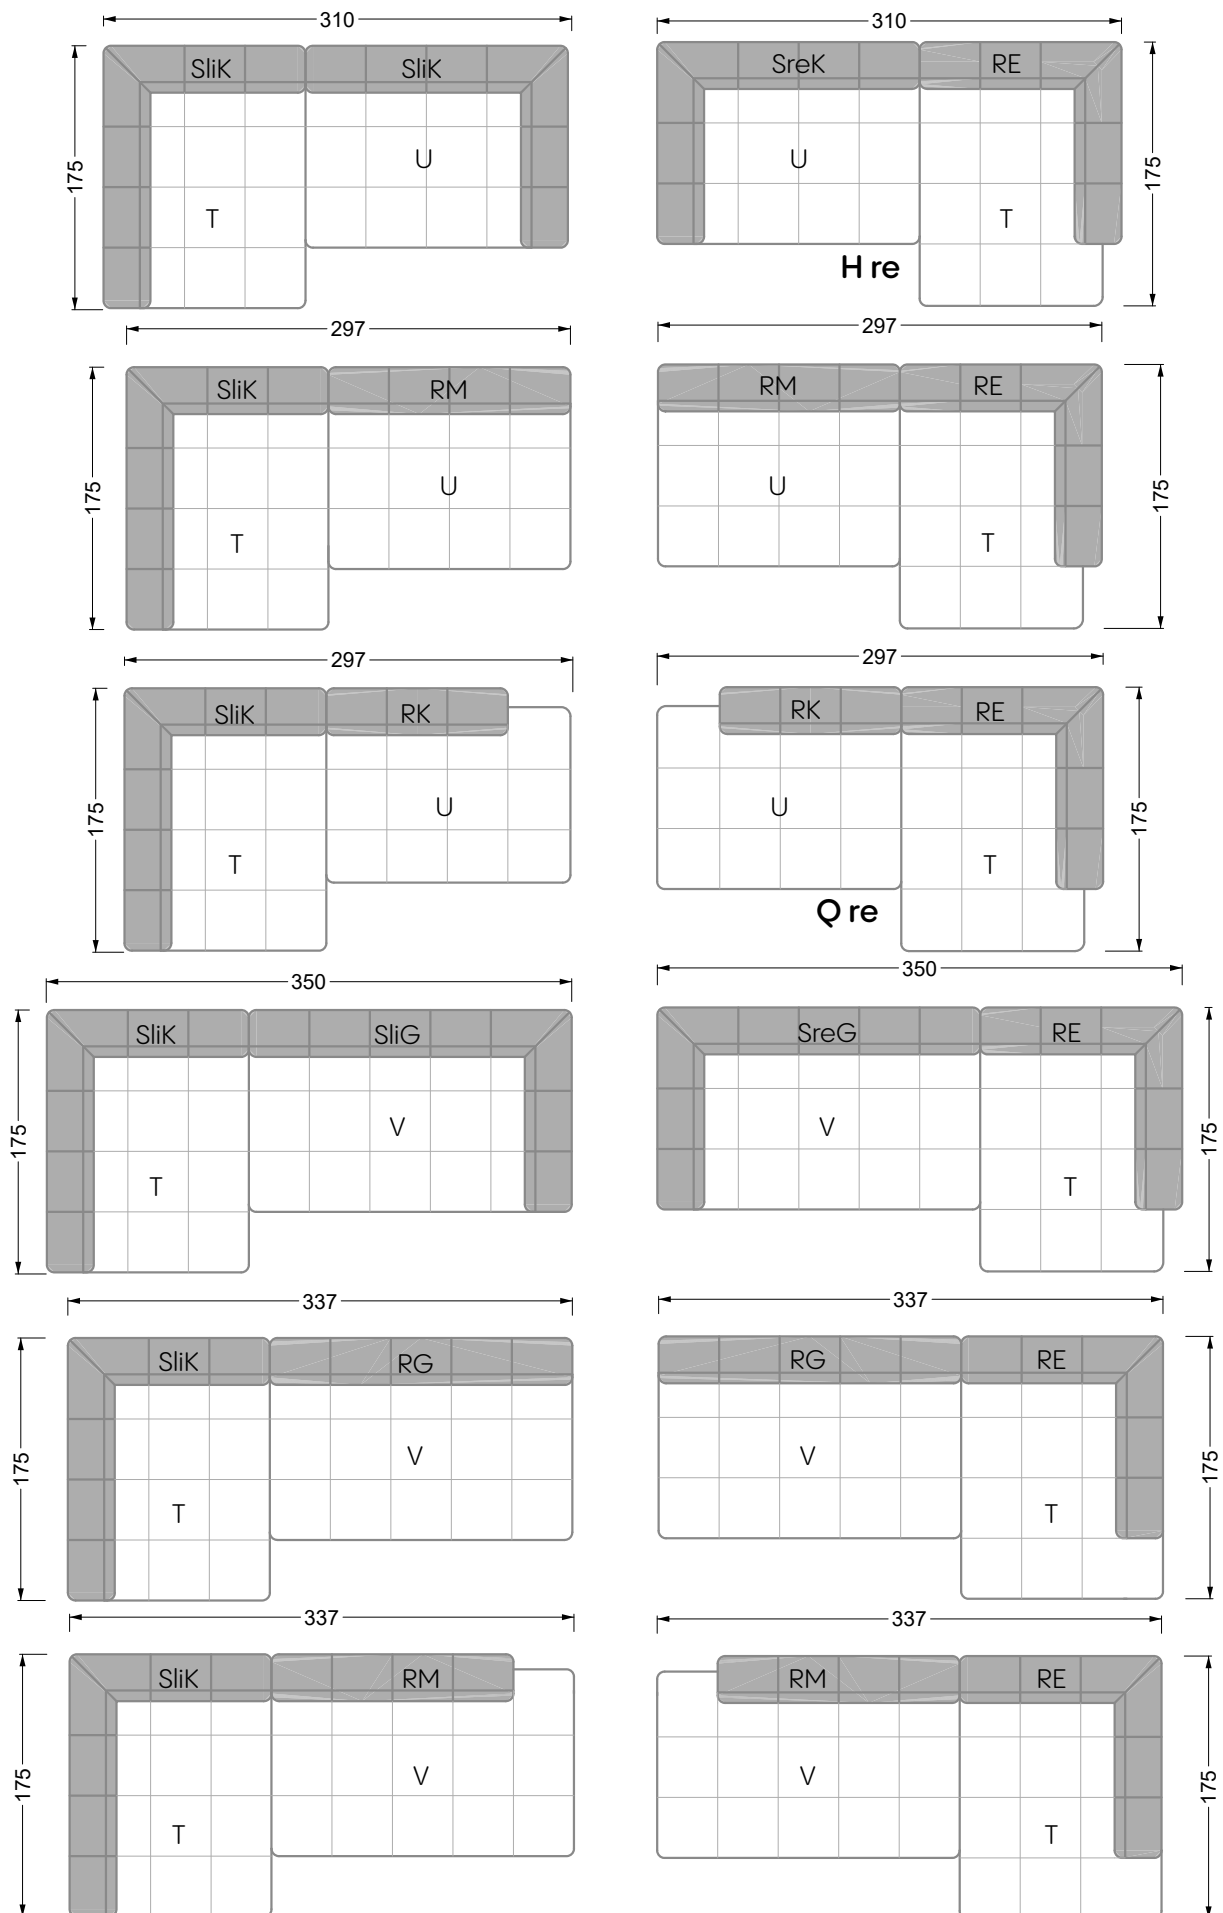 310
310
SliK
SliK
SreK
RE
175
175
U
U
T
T
H re
297
297
SliK
RM
RM
RE
175
175
U
U
T
T
297
297
SliK
RK
RK
RE
175
175
U
U
T
T
Q re
350
350
SliK
SliG
SreG
RE
175
175
V
V
T
T
337
337
SliK
RG
RG
RE
175
175
V
V
T
T
337
337
SliK
RM
RM
RE
175
175
V
V
T
T